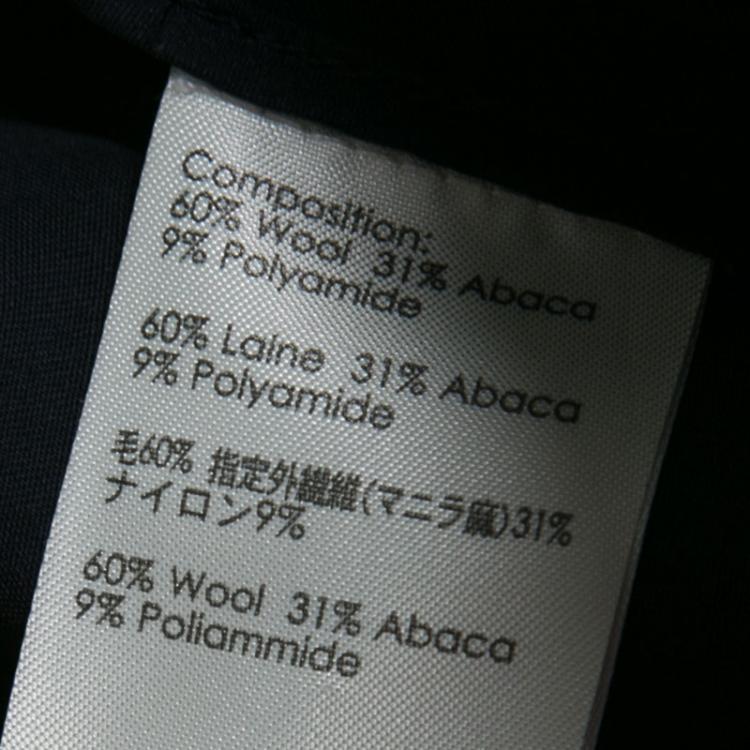 Composition:
60% Wool 31% Abaca
9% Polyamide
60% Laine 31% Abaca
9% Polyamide
毛60% 指定外繊維(マニラ麻)31%
ナイロン9%
60% Wool 31% Abaca
9% Poliammide